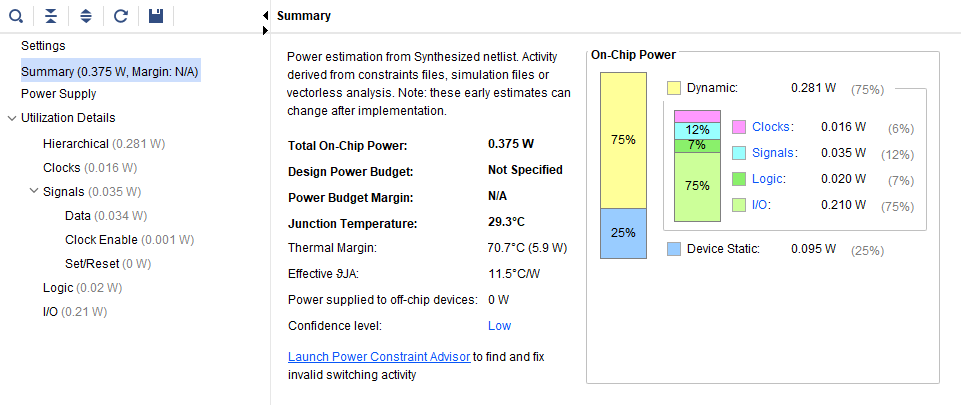 Summary
Settings
Summary (0.375 W, Margin: N/A)
Power Supply
Utilization Details
Hierarchical (0.281 W)
Clocks (0.016 W)
Signals (0.035 W)
Data (0.034 W)
Clock Enable (0.001 W)
Set/Reset (0 W)
Logic (0.02 W)
I/O (0.21 W)
Power estimation from Synthesized netlist. Activity
derived from constraints files, simulation files or
vectorless analysis. Note: these early estimates can
change after implementation.
Total On-Chip Power: 0.375 W
Design Power Budget: Not Specified
Power Budget Margin: N/A
Junction Temperature: 29.3°C
Thermal Margin: 70.7°C (5.9 W)
Effective ϑJA: 11.5°C/W
Power supplied to off-chip devices: 0 W
Confidence level: Low
Launch Power Constraint Advisor to find and fix
invalid switching activity
On-Chip Power
75%
25%
Dynamic: 0.281 W (75%)
12%
7%
75%
Clocks: 0.016 W (6%)
Signals: 0.035 W (12%)
Logic: 0.020 W (7%)
I/O: 0.210 W (75%)
Device Static: 0.095 W (25%)